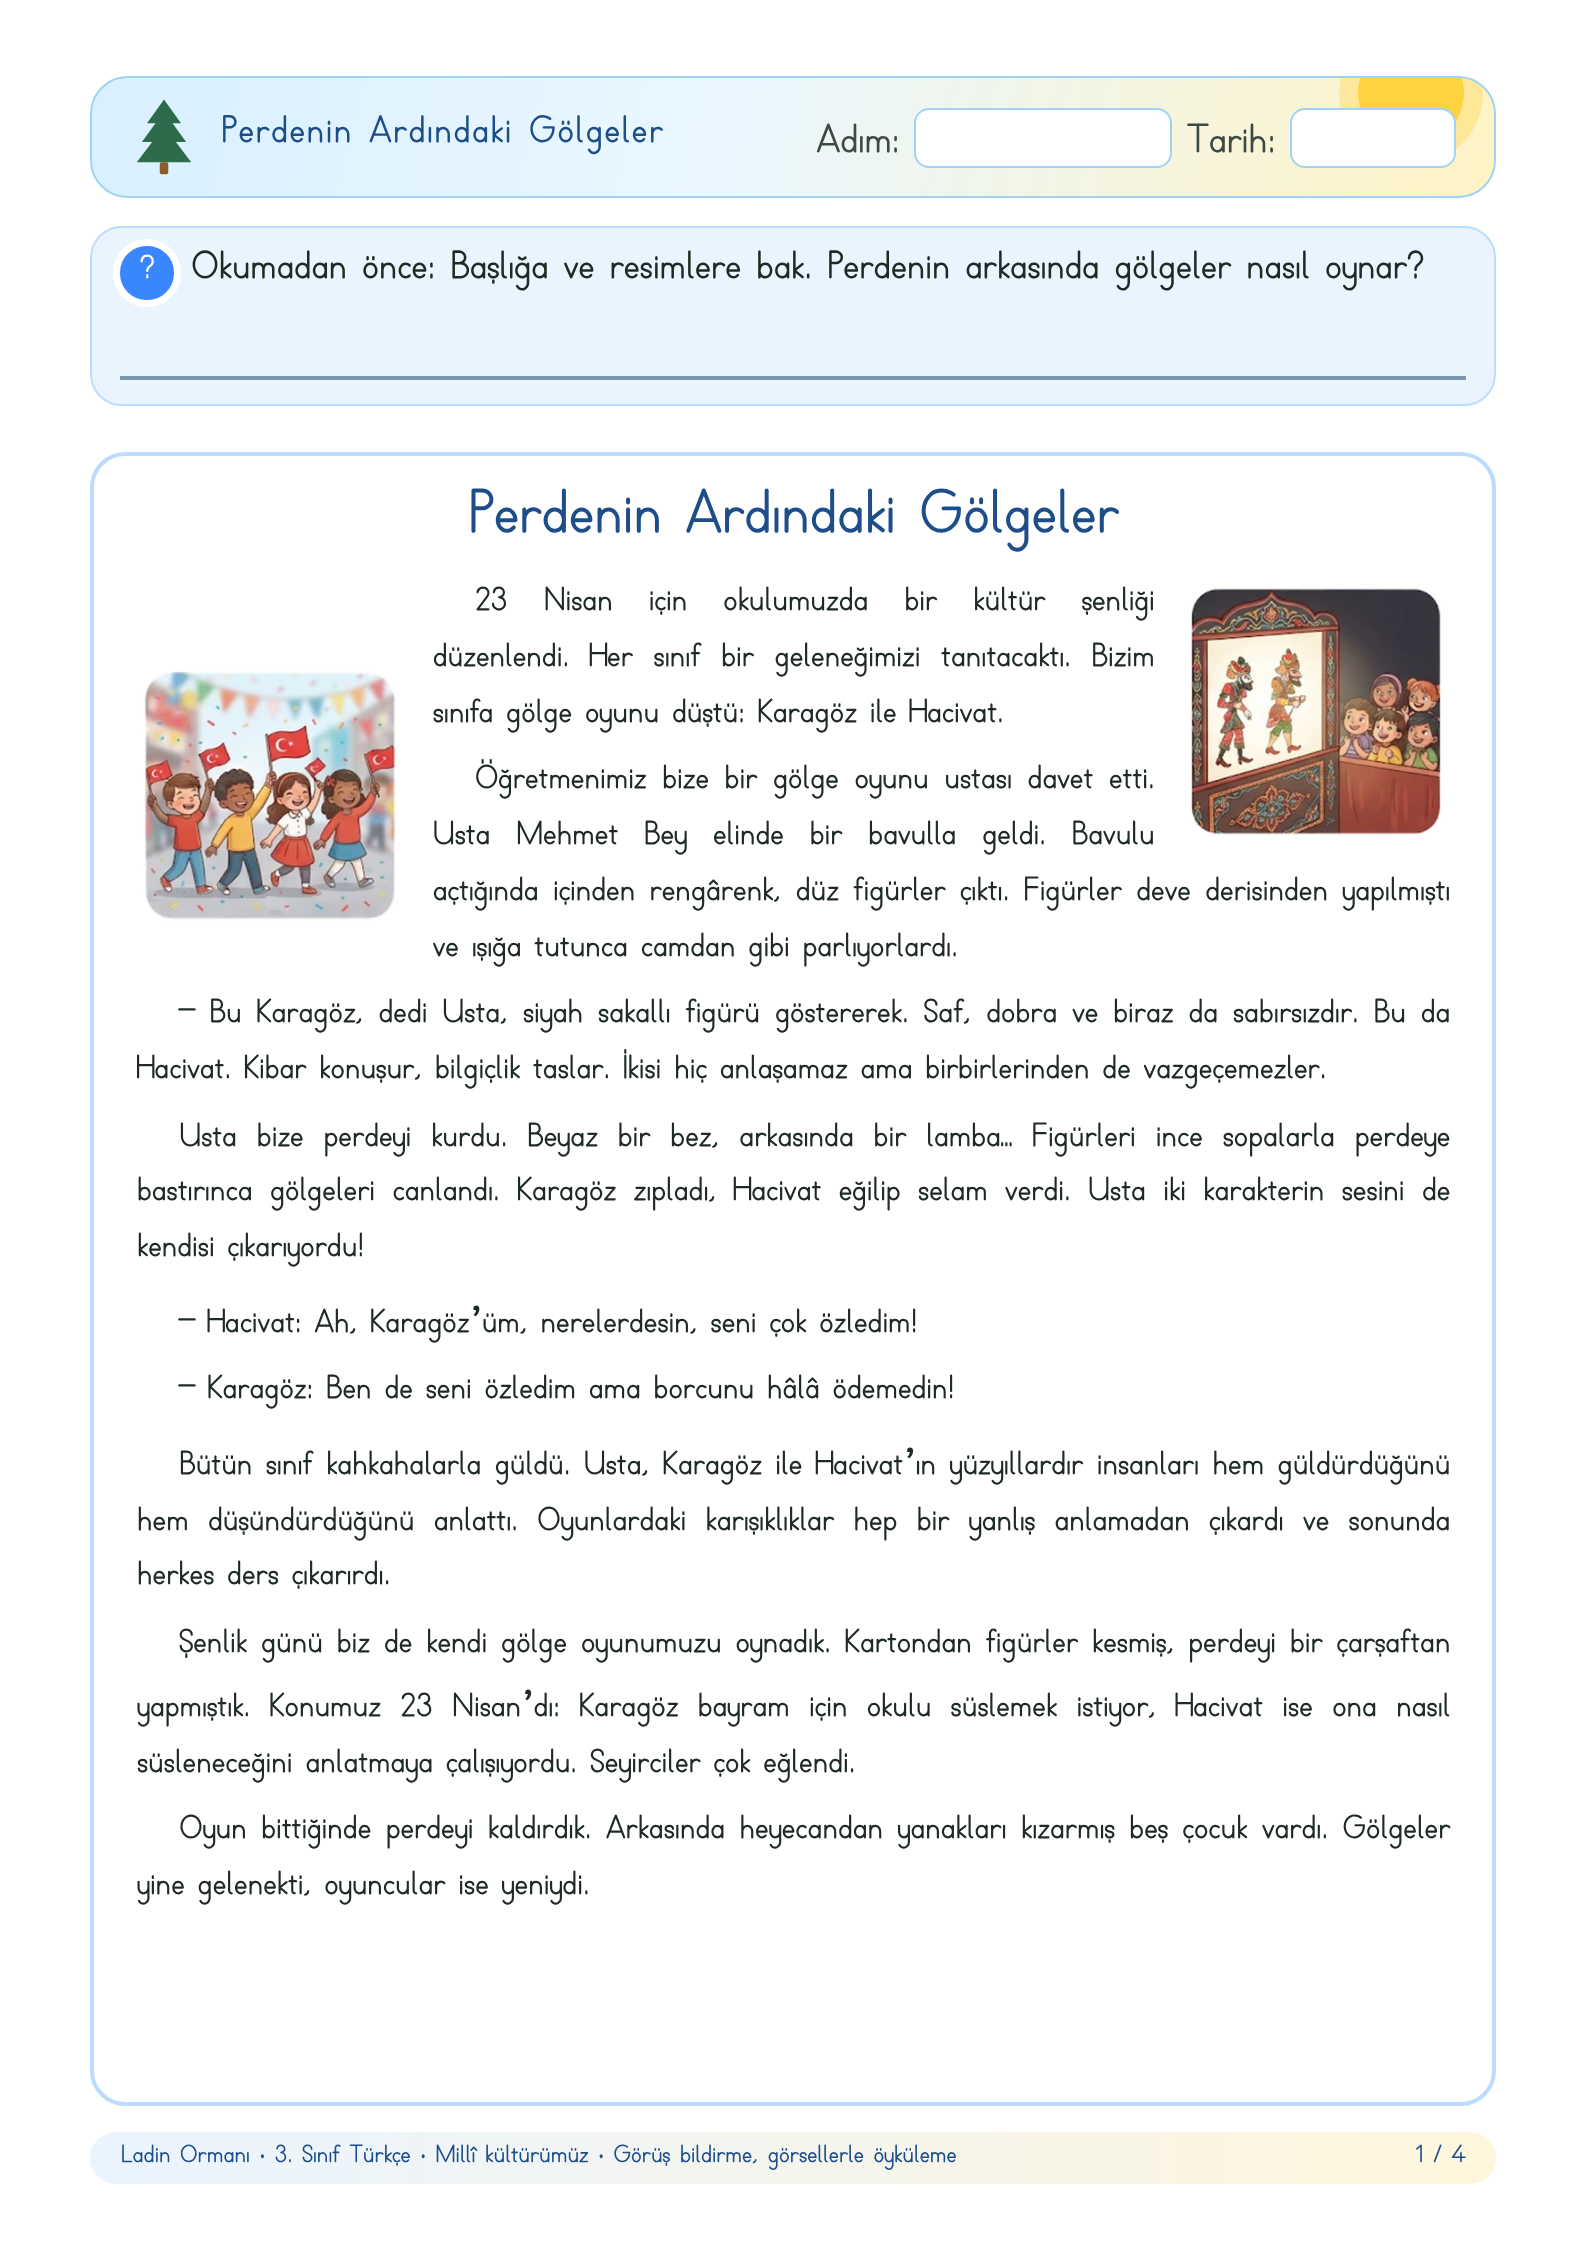 Perdenin Ardındaki Gölgeler
Adım:
Tarih:
? Okumadan önce: Başlığa ve resimlere bak. Perdenin arkasında gölgeler nasıl oynar?
Perdenin Ardındaki Gölgeler
23 Nisan için okulumuzda bir kültür şenliği
düzenlendi. Her sınıf bir geleneğimizi tanıtacaktı. Bizim
sınıfa gölge oyunu düştü: Karagöz ile Hacivat.
Öğretmenimiz bize bir gölge oyunu ustası davet etti.
Usta Mehmet Bey elinde bir bavulla geldi. Bavulu
açtığında içinden rengârenk, düz figürler çıktı. Figürler deve derisinden yapılmıştı
ve ışığa tutunca camdan gibi parlıyorlardı.
– Bu Karagöz, dedi Usta, siyah sakallı figürü göstererek. Saf, dobra ve biraz da sabırsızdır. Bu da
Hacivat. Kibar konuşur, bilgiçlik taslar. İkisi hiç anlaşamaz ama birbirlerinden de vazgeçemezler.
Usta bize perdeyi kurdu. Beyaz bir bez, arkasında bir lamba… Figürleri ince sopalarla perdeye
bastırınca gölgeleri canlandı. Karagöz zıpladı, Hacivat eğilip selam verdi. Usta iki karakterin sesini de
kendisi çıkarıyordu!
– Hacivat: Ah, Karagöz’üm, nerelerdesin, seni çok özledim!
– Karagöz: Ben de seni özledim ama borcunu hâlâ ödemedin!
Bütün sınıf kahkahalarla güldü. Usta, Karagöz ile Hacivat’ın yüzyıllardır insanları hem güldürdüğünü
hem düşündürdüğünü anlattı. Oyunlardaki karışıklıklar hep bir yanlış anlamadan çıkardı ve sonunda
herkes ders çıkarırdı.
Şenlik günü biz de kendi gölge oyunumuzu oynadık. Kartondan figürler kesmiş, perdeyi bir çarşaftan
yapmıştık. Konumuz 23 Nisan’dı: Karagöz bayram için okulu süslemek istiyor, Hacivat ise ona nasıl
süsleneceğini anlatmaya çalışıyordu. Seyirciler çok eğlendi.
Oyun bittiğinde perdeyi kaldırdık. Arkasında heyecandan yanakları kızarmış beş çocuk vardı. Gölgeler
yine gelenekti, oyuncular ise yeniydi.
Ladin Ormanı • 3. Sınıf Türkçe • Millî kültürümüz • Görüş bildirme, görsellerle öyküleme
1 / 4